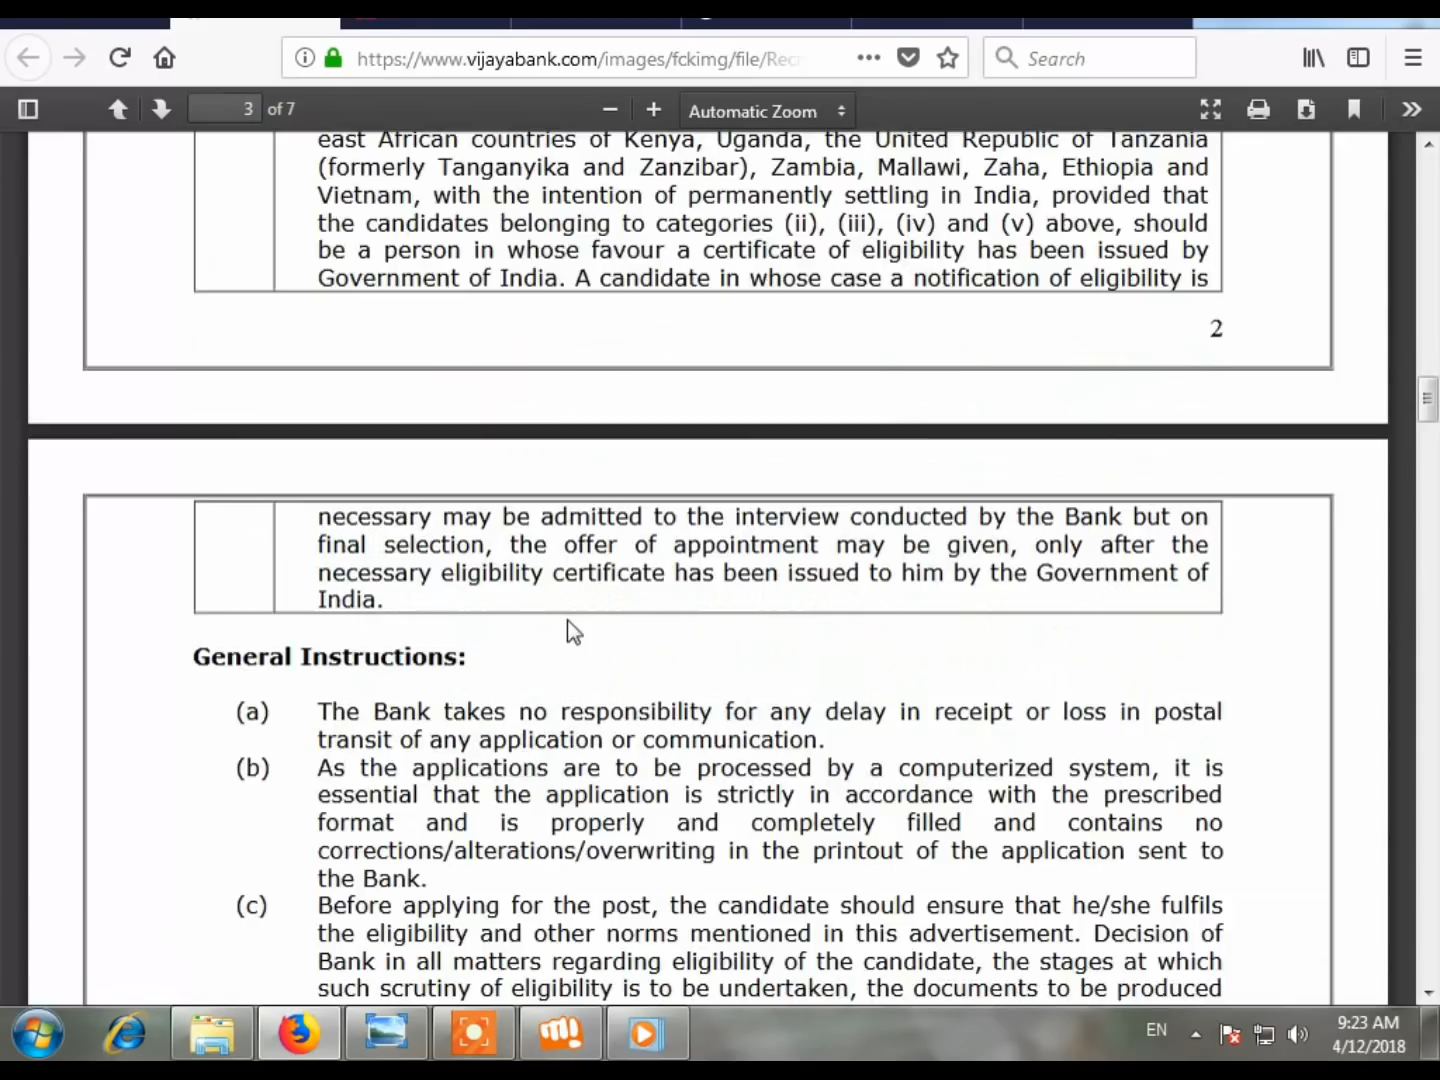 https://www.vijayabank.com/images/fckimg/file/Rec
Search
3 of 7
Automatic Zoom
east African countries of Kenya, Uganda, the United Republic of Tanzania
(formerly Tanganyika and Zanzibar), Zambia, Mallawi, Zaha, Ethiopia and
Vietnam, with the intention of permanently settling in India, provided that
the candidates belonging to categories (ii), (iii), (iv) and (v) above, should
be a person in whose favour a certificate of eligibility has been issued by
Government of India. A candidate in whose case a notification of eligibility is
2
necessary may be admitted to the interview conducted by the Bank but on
final selection, the offer of appointment may be given, only after the
necessary eligibility certificate has been issued to him by the Government of
India.
General Instructions:
(a) The Bank takes no responsibility for any delay in receipt or loss in postal
transit of any application or communication.
(b) As the applications are to be processed by a computerized system, it is
essential that the application is strictly in accordance with the prescribed
format and is properly and completely filled and contains no
corrections/alterations/overwriting in the printout of the application sent to
the Bank.
(c) Before applying for the post, the candidate should ensure that he/she fulfils
the eligibility and other norms mentioned in this advertisement. Decision of
Bank in all matters regarding eligibility of the candidate, the stages at which
such scrutiny of eligibility is to be undertaken, the documents to be produced
EN
9:23 AM
4/12/2018